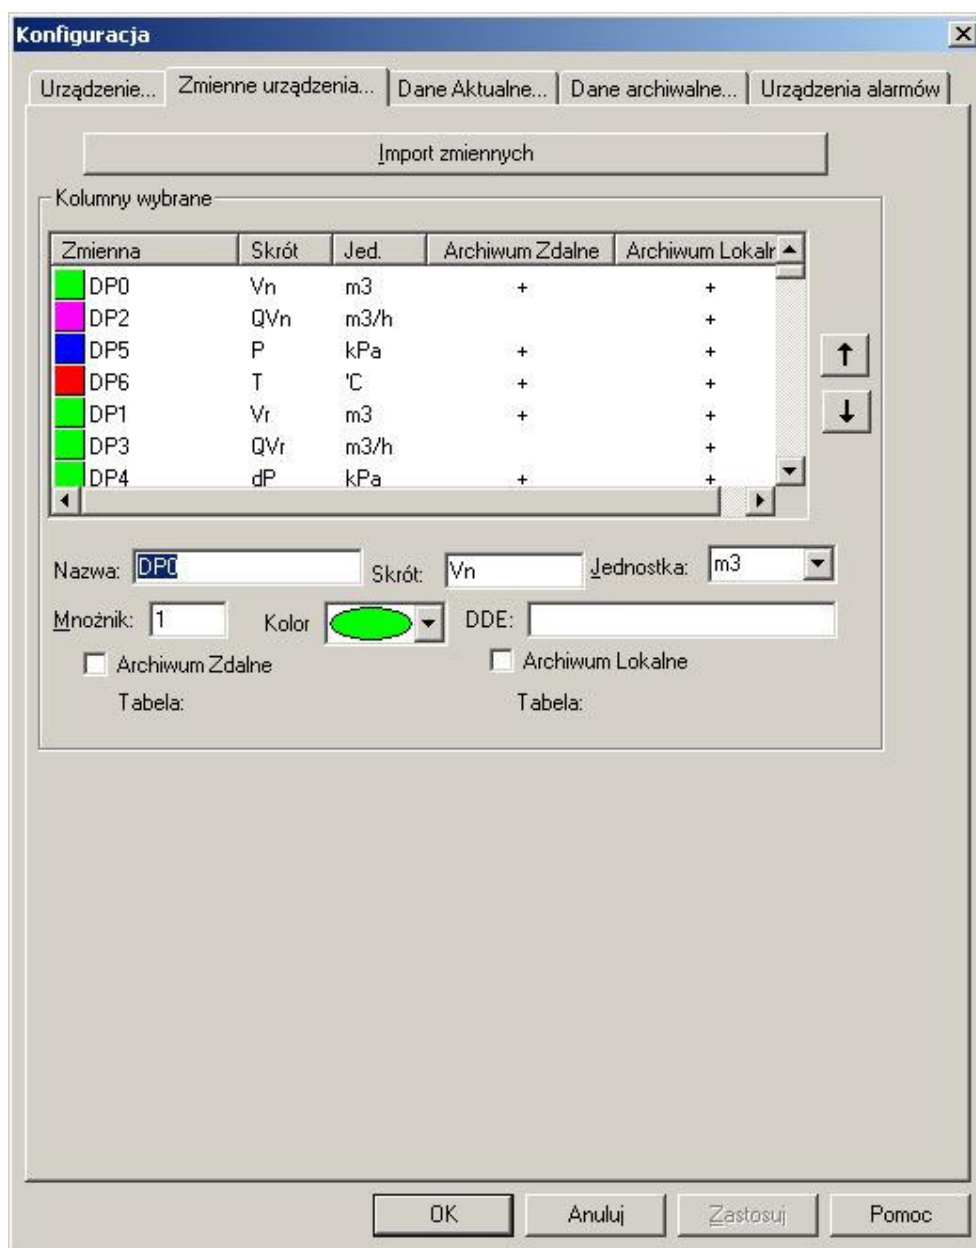 Konfiguracja
Urządzenie... Zmienne urządzenia... Dane Aktualne... Dane archiwalne... Urządzenia alarmów
Import zmiennych
Kolumny wybrane
Zmienna Skrót Jed. Archiwum Zdalne Archiwum Lokalr
DP0 Vn m3 + +
DP2 QVn m3/h +
DP5 P kPa + +
DP6 T 'C + +
DP1 Vr m3 + +
DP3 QVr m3/h +
DP4 dP kPa + +
Nazwa: DP0 Skrót: Vn Jednostka: m3
Mnożnik: 1 Kolor DDE:
Archiwum Zdalne Archiwum Lokalne
Tabela: Tabela:
OK Anuluj Zastosuj Pomoc